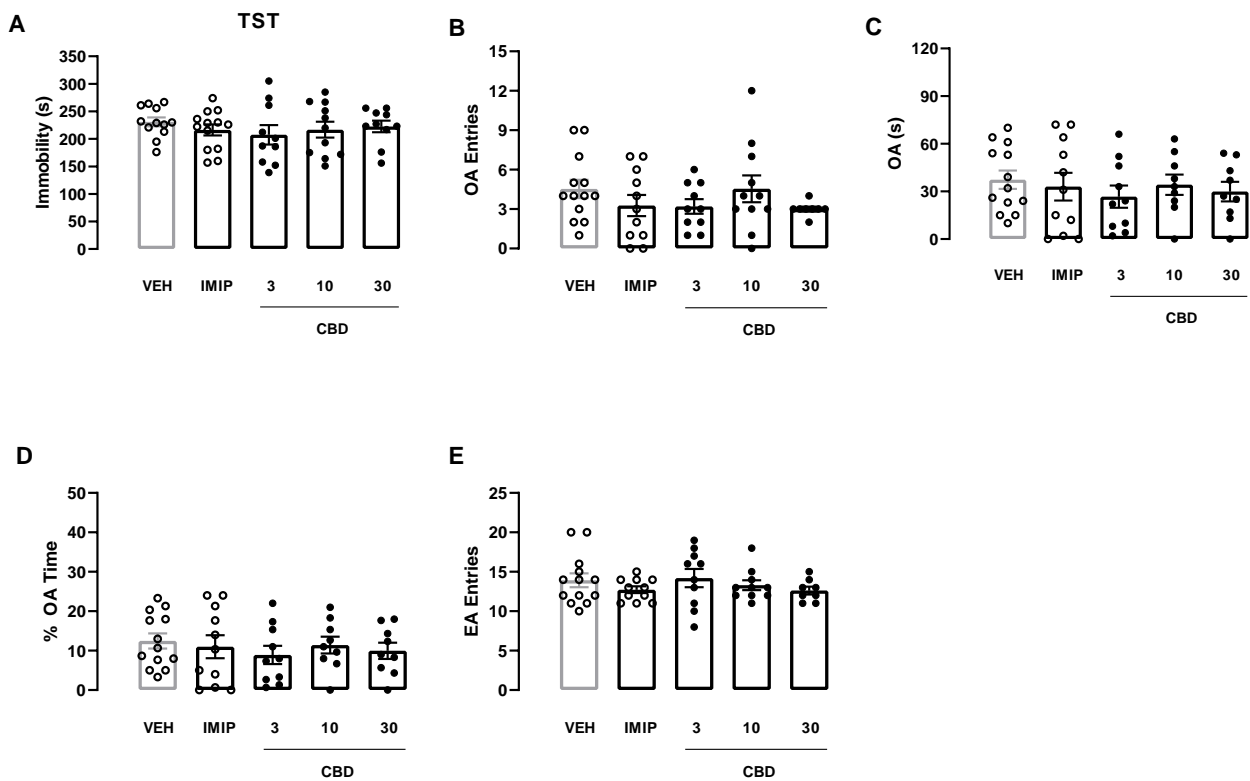 A
TST
Immobility (s)
350
300
250
200
150
100
50
0
VEH IMIP 3 10 30
CBD
B
OA Entries
15
12
9
6
3
0
VEH IMIP 3 10 30
CBD
C
OA (s)
120
90
60
30
0
VEH IMIP 3 10 30
CBD
D
% OA Time
50
40
30
20
10
0
VEH IMIP 3 10 30
CBD
E
EA Entries
25
20
15
10
5
0
VEH IMIP 3 10 30
CBD